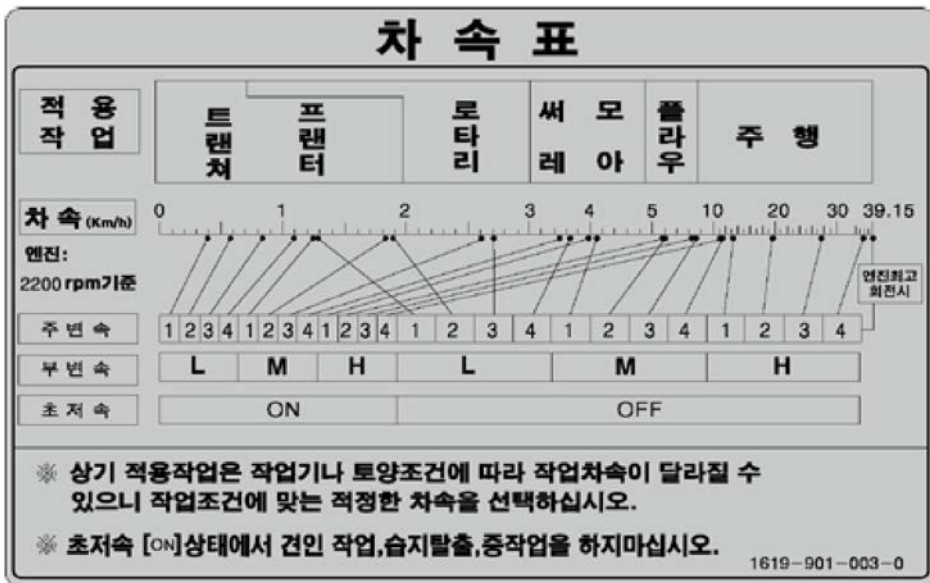 차 속 표
적 용
작 업
트랜쳐 프랜터 로타리 써레 모아 플라우 주 행
차 속 (Km/h) 0 1 2 3 4 5 10 20 30 39.15
엔진:
2200 rpm기준
엔진최고
회전시
주 변 속 1 2 3 4 1 2 3 4 1 2 3 4 1 2 3 4 1 2 3 4 1 2 3 4
부 변 속 L M H L M H
초 저 속 ON OFF
※ 상기 적용작업은 작업기나 토양조건에 따라 작업차속이 달라질 수
있으니 작업조건에 맞는 적정한 차속을 선택하십시오.
※ 초저속 [ON]상태에서 견인 작업,습지탈출,중작업을 하지마십시오.
1619-901-003-0